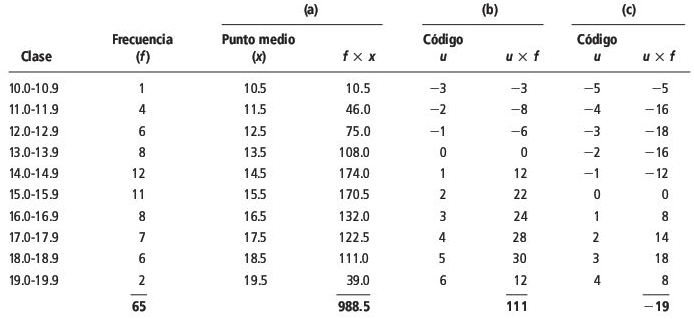 (a) (b) (c)
Frecuencia Punto medio Código Código
Clase (f) (x) f × x u u × f u u × f
10.0-10.9 1 10.5 10.5 −3 −3 −5 −5
11.0-11.9 4 11.5 46.0 −2 −8 −4 −16
12.0-12.9 6 12.5 75.0 −1 −6 −3 −18
13.0-13.9 8 13.5 108.0 0 0 −2 −16
14.0-14.9 12 14.5 174.0 1 12 −1 −12
15.0-15.9 11 15.5 170.5 2 22 0 0
16.0-16.9 8 16.5 132.0 3 24 1 8
17.0-17.9 7 17.5 122.5 4 28 2 14
18.0-18.9 6 18.5 111.0 5 30 3 18
19.0-19.9 2 19.5 39.0 6 12 4 8
65 988.5 111 −19